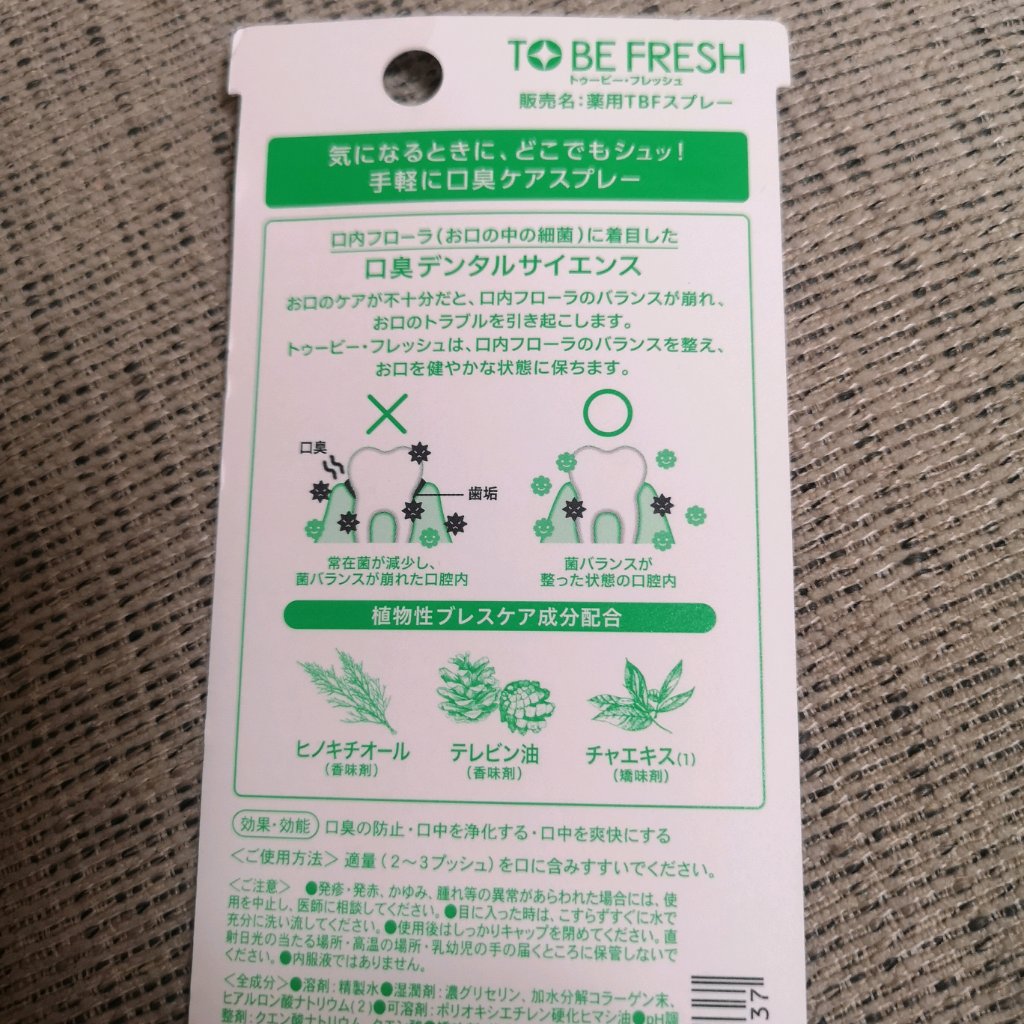 TO BE FRESH
トゥービー・フレッシュ
販売名:薬用TBFスプレー
気になるときに、どこでもシュッ!
手軽に口臭ケアスプレー
口内フローラ(お口の中の細菌)に着目した
口臭デンタルサイエンス
お口のケアが不十分だと、口内フローラのバランスが崩れ、
お口のトラブルを引き起こします。
トゥービー・フレッシュは、口内フローラのバランスを整え、
お口を健やかな状態に保ちます。
口臭
歯垢
常在菌が減少し、
菌バランスが崩れた口腔内
菌バランスが
整った状態の口腔内
植物性ブレスケア成分配合
ヒノキチオール
(香味剤)
テレビン油
(香味剤)
チャエキス(1)
(矯味剤)
効果・効能 口臭の防止・口中を浄化する・口中を爽快にする
<ご使用方法> 適量(2〜3プッシュ)を口に含みすすいでください。
<ご注意> ●発疹・発赤、かゆみ、腫れ等の異常があらわれた場合には、使
用を中止し、医師に相談してください。●目に入った時は、こすらずすぐに水で
充分に洗い流してください。●使用後はしっかりキャップを閉めてください。直
射日光の当たる場所・高温の場所・乳幼児の手の届くところに保管しないで
ください。●内服液ではありません。
<全成分>●溶剤:精製水●湿潤剤:濃グリセリン、加水分解コラーゲン末、
ヒアルロン酸ナトリウム(2)●可溶剤:ポリオキシエチレン硬化ヒマシ油●pH調
整剤:クエン酸ナトリウム、クエン酸
37